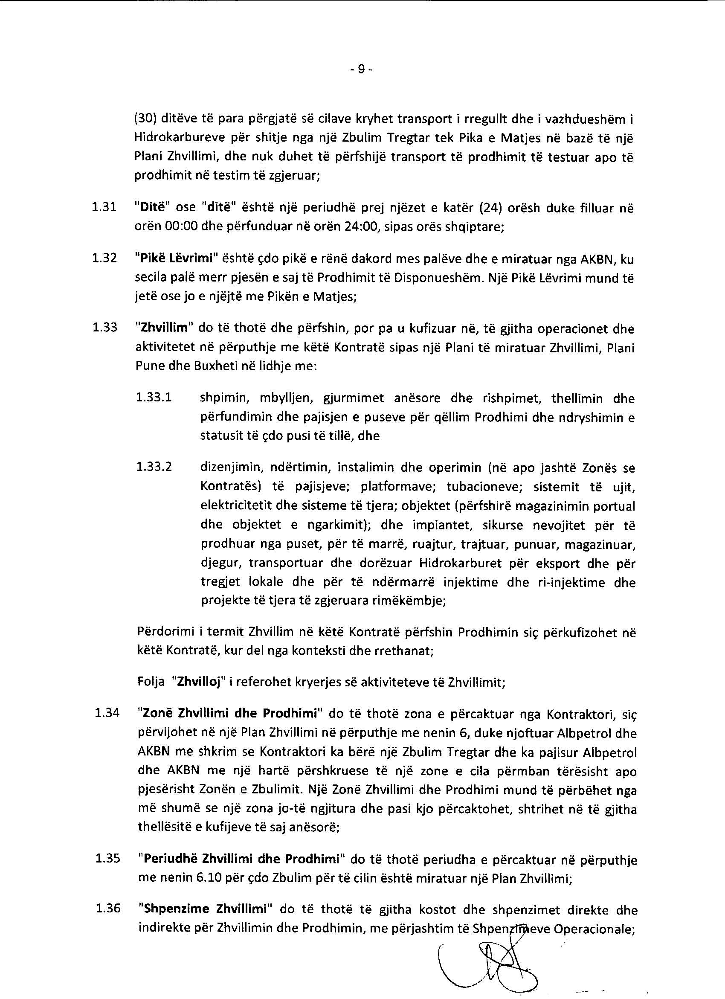 - 9 -
(30) ditëve të para përgjatë së cilave kryhet transport i rregullt dhe i vazhdueshëm i
Hidrokarbureve për shitje nga një Zbulim Tregtar tek Pika e Matjes në bazë të një
Plani Zhvillimi, dhe nuk duhet të përfshijë transport të prodhimit të testuar apo të
prodhimit në testim të zgjeruar;
1.31 "Ditë" ose "ditë" është një periudhë prej njëzet e katër (24) orësh duke filluar në
orën 00:00 dhe përfunduar në orën 24:00, sipas orës shqiptare;
1.32 "Pikë Lëvrimi" është çdo pikë e rënë dakord mes palëve dhe e miratuar nga AKBN, ku
secila palë merr pjesën e saj të Prodhimit të Disponueshëm. Një Pikë Lëvrimi mund të
jetë ose jo e njëjtë me Pikën e Matjes;
1.33 "Zhvillim" do të thotë dhe përfshin, por pa u kufizuar në, të gjitha operacionet dhe
aktivitetet në përputhje me këtë Kontratë sipas një Plani të miratuar Zhvillimi, Plani
Pune dhe Buxheti në lidhje me:
1.33.1 shpimin, mbylljen, gjurmimet anësore dhe rishpimet, thellimin dhe
përfundimin dhe pajisjen e puseve për qëllim Prodhimi dhe ndryshimin e
statusit të çdo pusi të tillë, dhe
1.33.2 dizenjimin, ndërtimin, instalimin dhe operimin (në apo jashtë Zonës se
Kontratës) të pajisjeve; platformave; tubacioneve; sistemit të ujit,
elektricitetit dhe sisteme të tjera; objektet (përfshirë magazinimin portual
dhe objektet e ngarkimit); dhe impiantet, sikurse nevojitet për të
prodhuar nga puset, për të marrë, ruajtur, trajtuar, punuar, magazinuar,
djegur, transportuar dhe dorëzuar Hidrokarburet për eksport dhe për
tregjet lokale dhe për të ndërmarrë injektime dhe ri-injektime dhe
projekte të tjera të zgjeruara rimëkëmbje;
Përdorimi i termit Zhvillim në këtë Kontratë përfshin Prodhimin siç përkufizohet në
këtë Kontratë, kur del nga konteksti dhe rrethanat;
Folja "Zhvilloj" i referohet kryerjes së aktiviteteve të Zhvillimit;
1.34 "Zonë Zhvillimi dhe Prodhimi" do të thotë zona e përcaktuar nga Kontraktori, siç
përvijohet në një Plan Zhvillimi në përputhje me nenin 6, duke njoftuar Albpetrol dhe
AKBN me shkrim se Kontraktori ka bërë një Zbulim Tregtar dhe ka pajisur Albpetrol
dhe AKBN me një hartë përshkruese të një zone e cila përmban tërësisht apo
pjesërisht Zonën e Zbulimit. Një Zonë Zhvillimi dhe Prodhimi mund të përbëhet nga
më shumë se një zona jo-të ngjitura dhe pasi kjo përcaktohet, shtrihet në të gjitha
thellësitë e kufijeve të saj anësorë;
1.35 "Periudhë Zhvillimi dhe Prodhimi" do të thotë periudha e përcaktuar në përputhje
me nenin 6.10 për çdo Zbulim për të cilin është miratuar një Plan Zhvillimi;
1.36 "Shpenzime Zhvillimi" do të thotë të gjitha kostot dhe shpenzimet direkte dhe
indirekte për Zhvillimin dhe Prodhimin, me përjashtim të Shpenzimeve Operacionale;